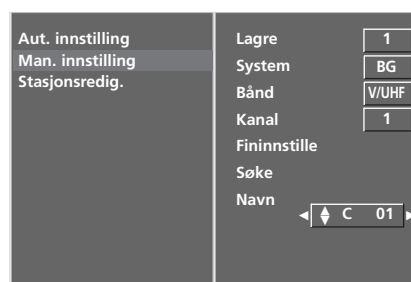 Aut. innstilling
Man. innstilling
Stasjonsredig.
Lagre 1
System BG
Bånd V/UHF
Kanal 1
Fininnstille
Søke
Navn
C 01